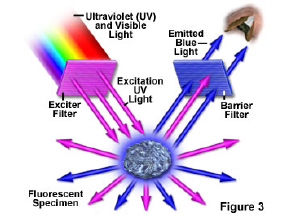 Ultraviolet (UV)
and Visible
Light
Emitted
Blue
Light
Excitation
UV
Light
Exciter
Filter
Barrier
Filter
Fluorescent
Specimen
Figure 3